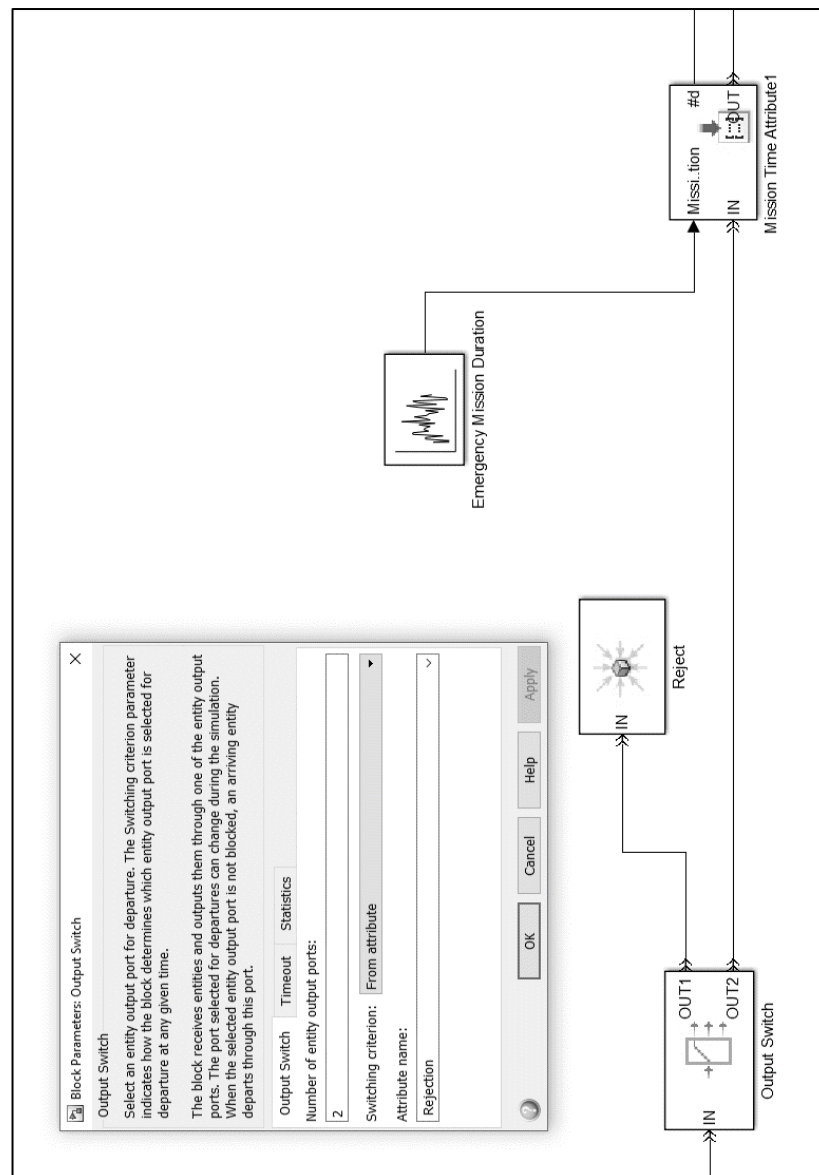 Block Parameters: Output Switch
Output Switch
Select an entity output port for departure. The Switching criterion parameter
indicates how the block determines which entity output port is selected for
departure at any given time.
The block receives entities and outputs them through one of the entity output
ports. The port selected for departures can change during the simulation.
When the selected entity output port is not blocked, an arriving entity
departs through this port.
Output Switch
Timeout
Statistics
Number of entity output ports:
2
Switching criterion:
From attribute
Attribute name:
Rejection
OK
Cancel
Help
Apply
Emergency Mission Duration
Missi..tion
#d
IN
OUT
Mission Time Attribute1
IN
Reject
IN
OUT1
OUT2
Output Switch